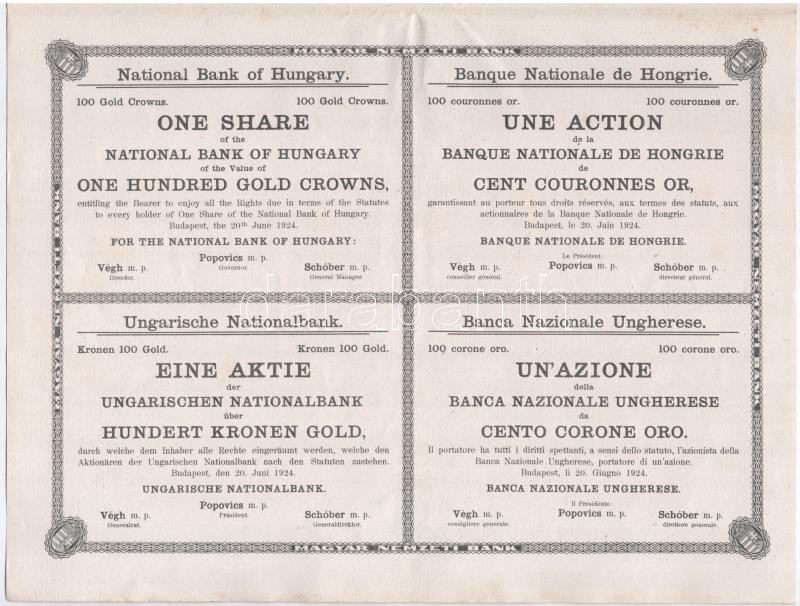 MAGYAR NEMZETI BANK
National Bank of Hungary.
100 Gold Crowns. 100 Gold Crowns.
ONE SHARE
of the
NATIONAL BANK OF HUNGARY
of the Value of
ONE HUNDRED GOLD CROWNS,
entitling the Bearer to enjoy all the Rights due in terms of the Statutes
to every holder of One Share of the National Bank of Hungary.
Budapest, the 20th June 1924.
FOR THE NATIONAL BANK OF HUNGARY:
Popovics m. p.
Governor.
Végh m. p. Schóber m. p.
Director. General Manager.
Banque Nationale de Hongrie.
100 couronnes or. 100 couronnes or.
UNE ACTION
de la
BANQUE NATIONALE DE HONGRIE
de
CENT COURONNES OR,
garantissant au porteur tous droits réservés, aux termes des statuts, aux
actionnaires de la Banque Nationale de Hongrie.
Budapest, le 20. Juin 1924.
BANQUE NATIONALE DE HONGRIE.
Le Président:
Végh m. p. Popovics m. p. Schóber m. p.
conseiller général. directeur général.
darabanth
Ungarische Nationalbank.
Kronen 100 Gold. Kronen 100 Gold.
EINE AKTIE
der
UNGARISCHEN NATIONALBANK
über
HUNDERT KRONEN GOLD,
durch welche dem Inhaber alle Rechte eingeräumt werden, welche den
Aktionären der Ungarischen Nationalbank nach den Statuten zustehen.
Budapest, den 20. Juni 1924.
UNGARISCHE NATIONALBANK.
Popovics m. p.
Präsident.
Végh m. p. Schóber m. p.
Generalrat. Generaldirektor.
Banca Nazionale Ungherese.
100 corone oro. 100 corone oro.
UN'AZIONE
della
BANCA NAZIONALE UNGHERESE
da
CENTO CORONE ORO.
Il portatore ha tutti i diritti spettanti, a sensi dello statuto, l'azionista della
Banca Nazionale Ungherese, portatore di un'azione.
Budapest, li 20. Giugno 1924.
BANCA NAZIONALE UNGHERESE.
Il Presidente:
Végh m. p. Popovics m. p. Schóber m. p.
consigliere generale. direttore generale.
MAGYAR NEMZETI BANK